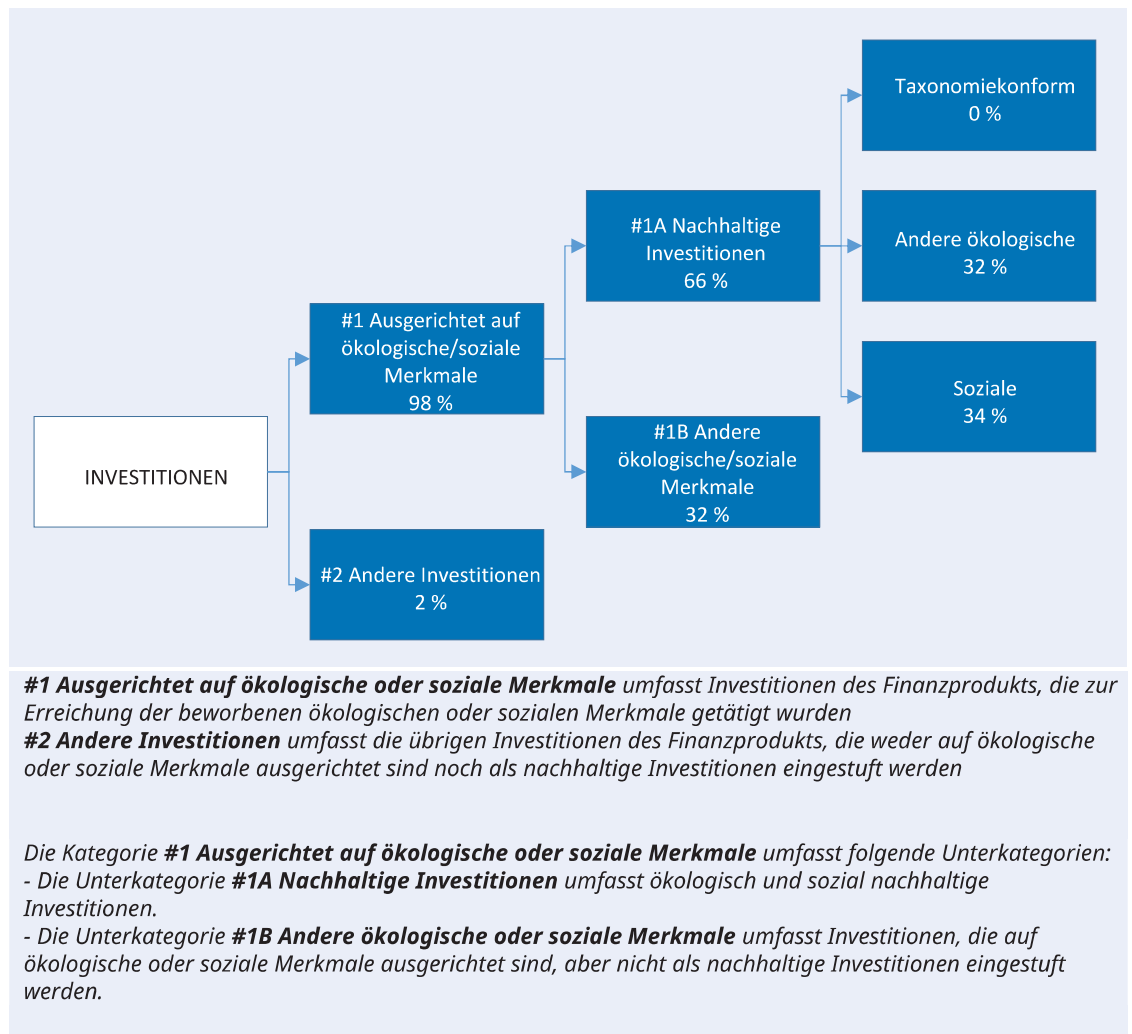 Taxonomiekonform
0 %
#1A Nachhaltige
Investitionen
66 %
Andere ökologische
32 %
#1 Ausgerichtet auf
ökologische/soziale
Merkmale
98 %
Soziale
34 %
#1B Andere
ökologische/soziale
Merkmale
32 %
INVESTITIONEN
#2 Andere Investitionen
2 %
#1 Ausgerichtet auf ökologische oder soziale Merkmale umfasst Investitionen des Finanzprodukts, die zur
Erreichung der beworbenen ökologischen oder sozialen Merkmale getätigt wurden
#2 Andere Investitionen umfasst die übrigen Investitionen des Finanzprodukts, die weder auf ökologische
oder soziale Merkmale ausgerichtet sind noch als nachhaltige Investitionen eingestuft werden
Die Kategorie #1 Ausgerichtet auf ökologische oder soziale Merkmale umfasst folgende Unterkategorien:
- Die Unterkategorie #1A Nachhaltige Investitionen umfasst ökologisch und sozial nachhaltige
Investitionen.
- Die Unterkategorie #1B Andere ökologische oder soziale Merkmale umfasst Investitionen, die auf
ökologische oder soziale Merkmale ausgerichtet sind, aber nicht als nachhaltige Investitionen eingestuft
werden.